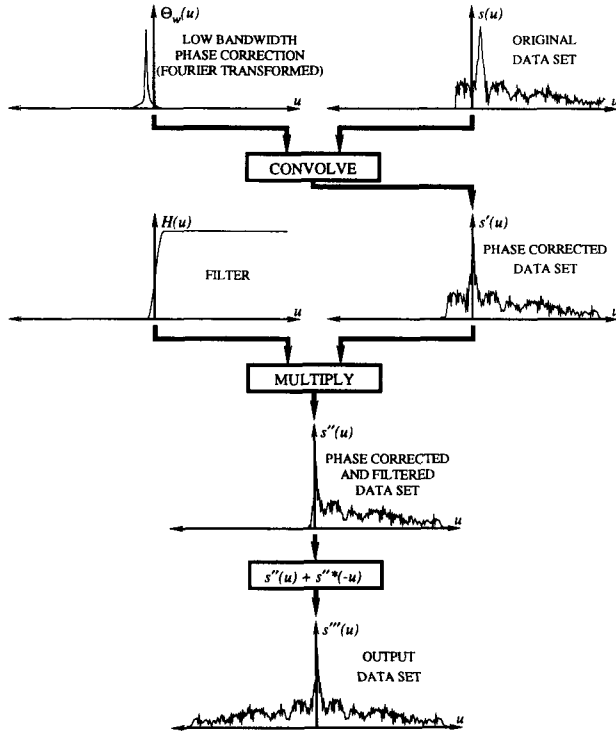 Θw(u)
LOW BANDWIDTH
PHASE CORRECTION
(FOURIER TRANSFORMED)
u
s(u)
ORIGINAL
DATA SET
u
CONVOLVE
H(u)
FILTER
u
s'(u)
PHASE CORRECTED
DATA SET
u
MULTIPLY
s''(u)
PHASE CORRECTED
AND FILTERED
DATA SET
u
s''(u) + s''*(-u)
s'''(u)
OUTPUT
DATA SET
u